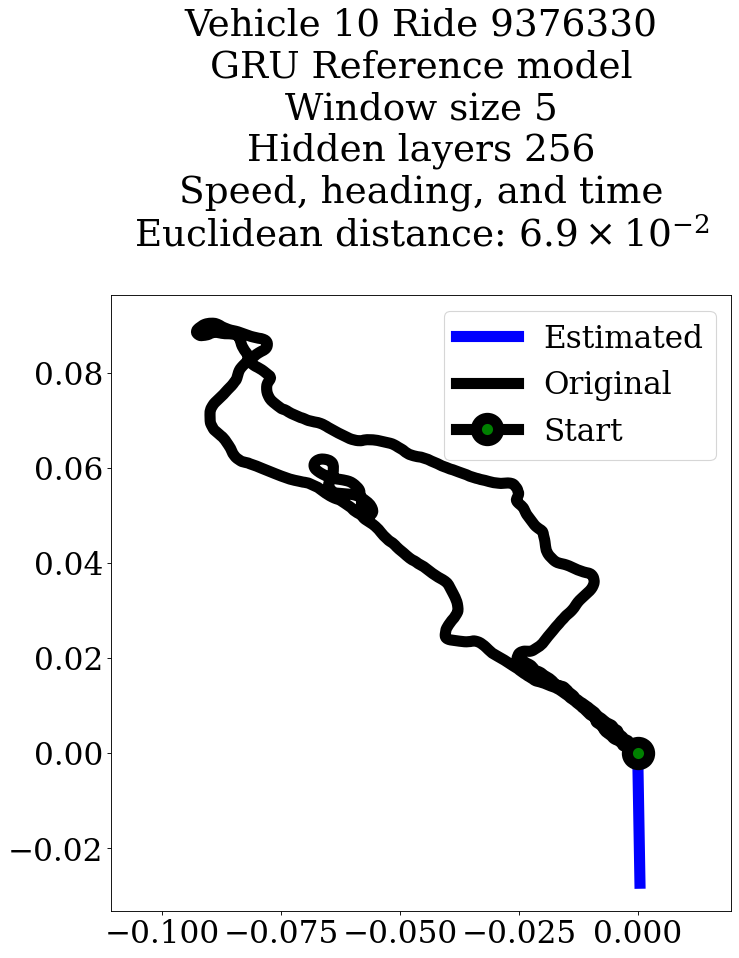 Vehicle 10 Ride 9376330
GRU Reference model
Window size 5
Hidden layers 256
Speed, heading, and time
Euclidean distance: 6.9 × 10⁻²
Estimated
Original
Start
0.08
0.06
0.04
0.02
0.00
−0.02
−0.100 −0.075 −0.050 −0.025 0.000